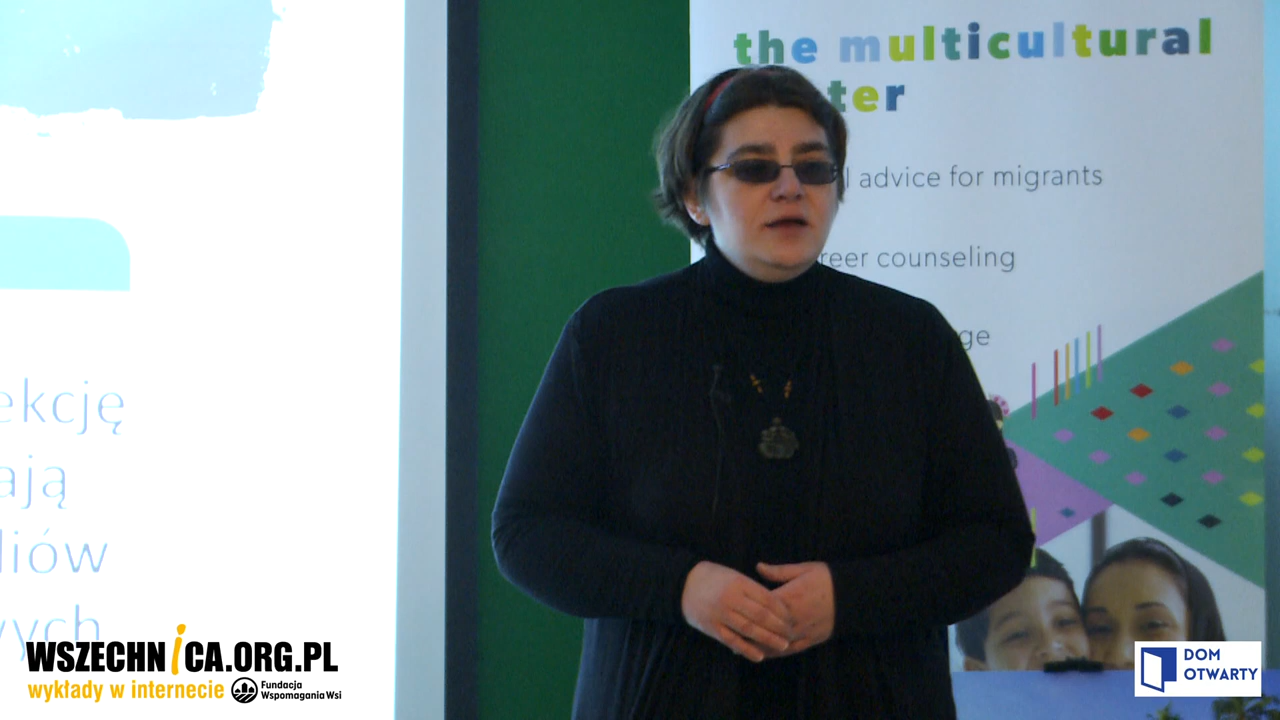 the multicultural
ter
l advice for migrants
reer counseling
ge
ekcję
ają
liów
wych
WSZECHNiCA.ORG.PL
wykłady w internecie
Fundacja
Wspomagania Wsi
DOM
OTWARTY